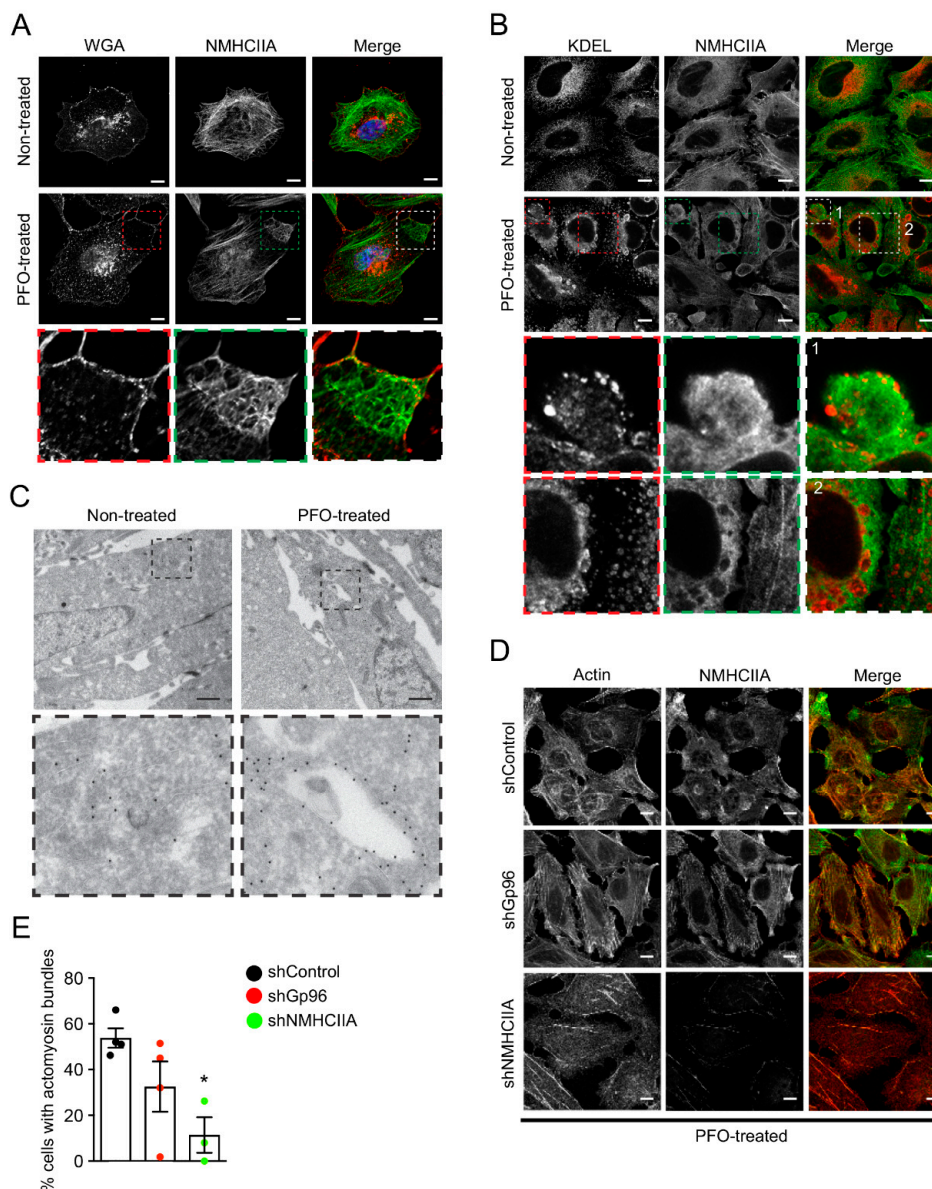 A
WGA NMHCIIA Merge
Non-treated
PFO-treated
B
KDEL NMHCIIA Merge
Non-treated
PFO-treated
1
2
1
2
C
Non-treated PFO-treated
D
Actin NMHCIIA Merge
shControl
shGp96
shNMHCIIA
PFO-treated
E
% cells with actomyosin bundles
80
60
40
20
0
*
shControl
shGp96
shNMHCIIA